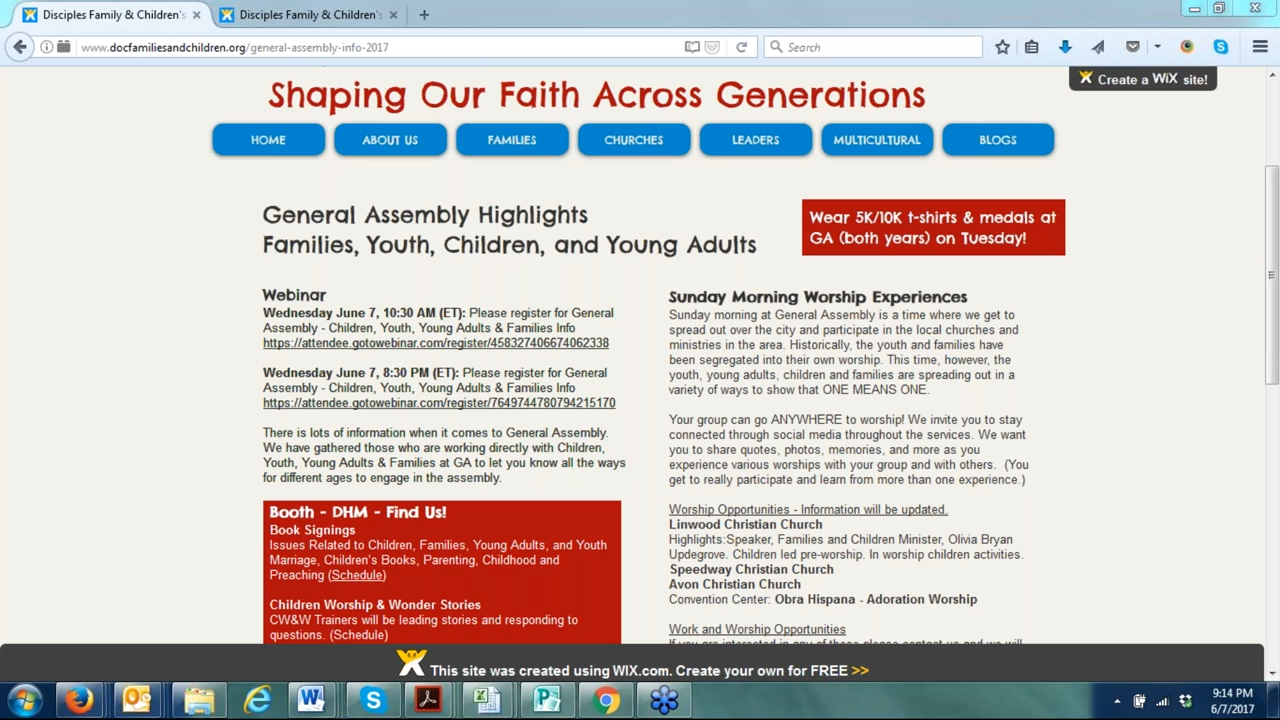 Disciples Family & Children's
Disciples Family & Children's
www.docfamiliesandchildren.org/general-assembly-info-2017
Search
Create a WiX site!
Shaping Our Faith Across Generations
HOME
ABOUT US
FAMILIES
CHURCHES
LEADERS
MULTICULTURAL
BLOGS
General Assembly Highlights
Families, Youth, Children, and Young Adults
Wear 5K/10K t-shirts & medals at
GA (both years) on Tuesday!
Webinar
Wednesday June 7, 10:30 AM (ET): Please register for General
Assembly - Children, Youth, Young Adults & Families Info
https://attendee.gotowebinar.com/register/458327406674062338
Wednesday June 7, 8:30 PM (ET): Please register for General
Assembly - Children, Youth, Young Adults & Families Info
https://attendee.gotowebinar.com/register/7649744780794215170
There is lots of information when it comes to General Assembly.
We have gathered those who are working directly with Children,
Youth, Young Adults & Families at GA to let you know all the ways
for different ages to engage in the assembly.
Booth - DHM - Find Us!
Book Signings
Issues Related to Children, Families, Young Adults, and Youth
Marriage, Children's Books, Parenting, Childhood and
Preaching (Schedule)
Children Worship & Wonder Stories
CW&W Trainers will be leading stories and responding to
questions. (Schedule)
Sunday Morning Worship Experiences
Sunday morning at General Assembly is a time where we get to
spread out over the city and participate in the local churches and
ministries in the area. Historically, the youth and families have
been segregated into their own worship. This time, however, the
youth, young adults, children and families are spreading out in a
variety of ways to show that ONE MEANS ONE.
Your group can go ANYWHERE to worship! We invite you to stay
connected through social media throughout the services. We want
you to share quotes, photos, memories, and more as you
experience various worships with your group and with others. (You
get to really participate and learn from more than one experience.)
Worship Opportunities - Information will be updated.
Linwood Christian Church
Highlights:Speaker, Families and Children Minister, Olivia Bryan
Updegrove. Children led pre-worship. In worship children activities.
Speedway Christian Church
Avon Christian Church
Convention Center: Obra Hispana - Adoration Worship
Work and Worship Opportunities
If you are interested in any of these please contact us and we will
This site was created using WIX.com. Create your own for FREE >>
9:14 PM
6/7/2017